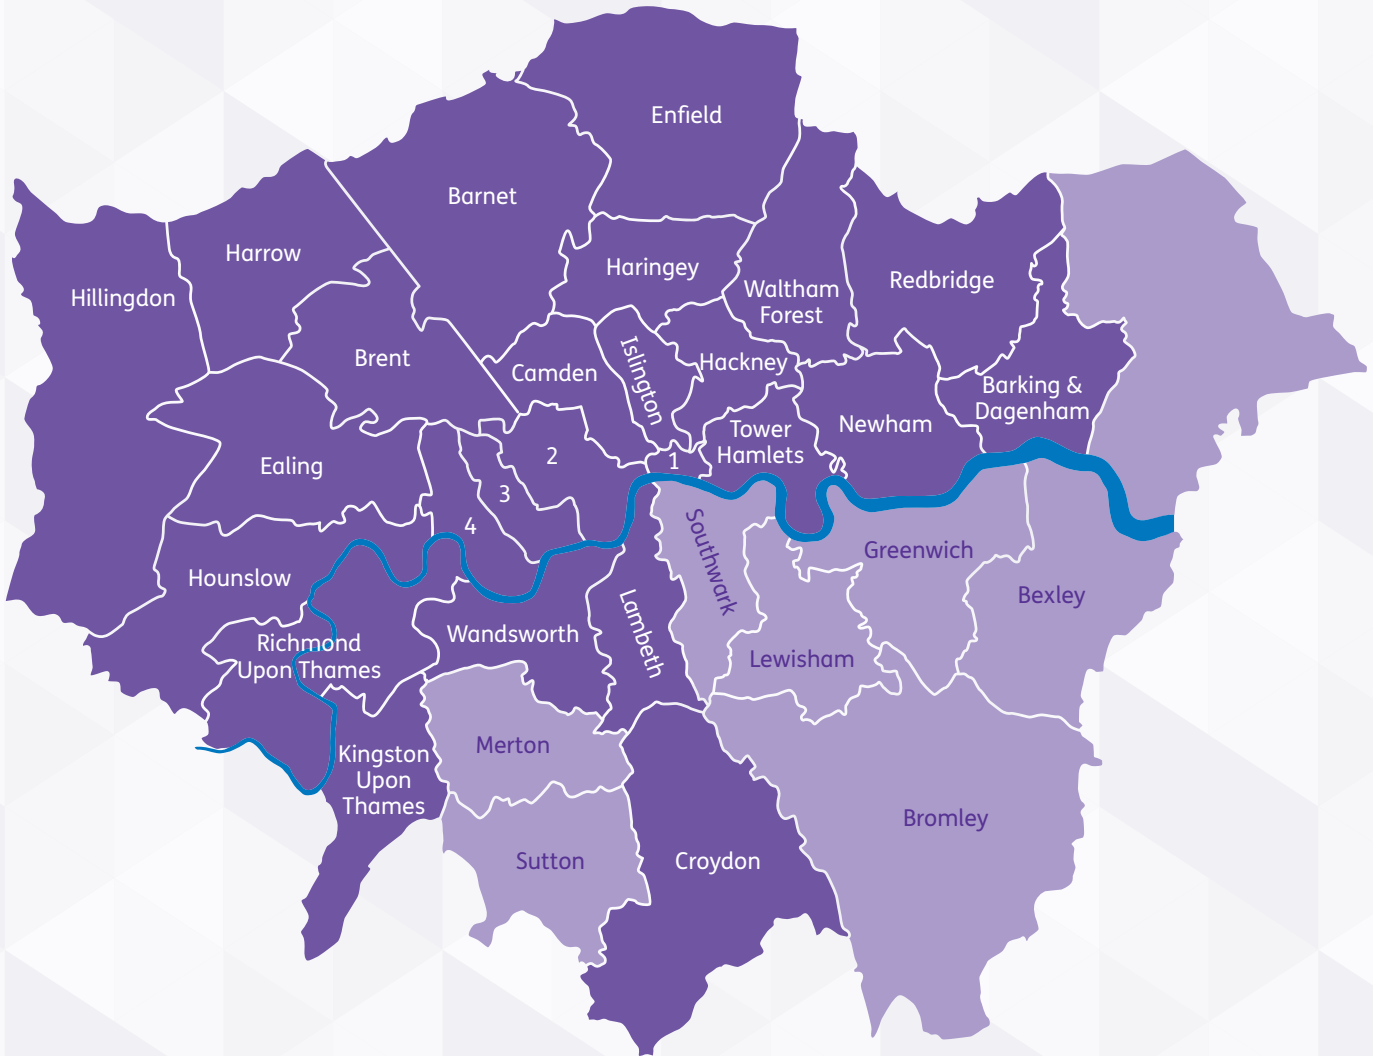 Enfield
Barnet
Harrow
Haringey
Hillingdon
Waltham
Forest
Redbridge
Brent
Camden
Islington
Hackney
Barking &
Dagenham
Newham
Tower
Hamlets
Ealing
2
1
3
4
Southwark
Greenwich
Hounslow
Bexley
Richmond
Upon Thames
Wandsworth
Lambeth
Lewisham
Merton
Kingston
Upon
Thames
Bromley
Sutton
Croydon